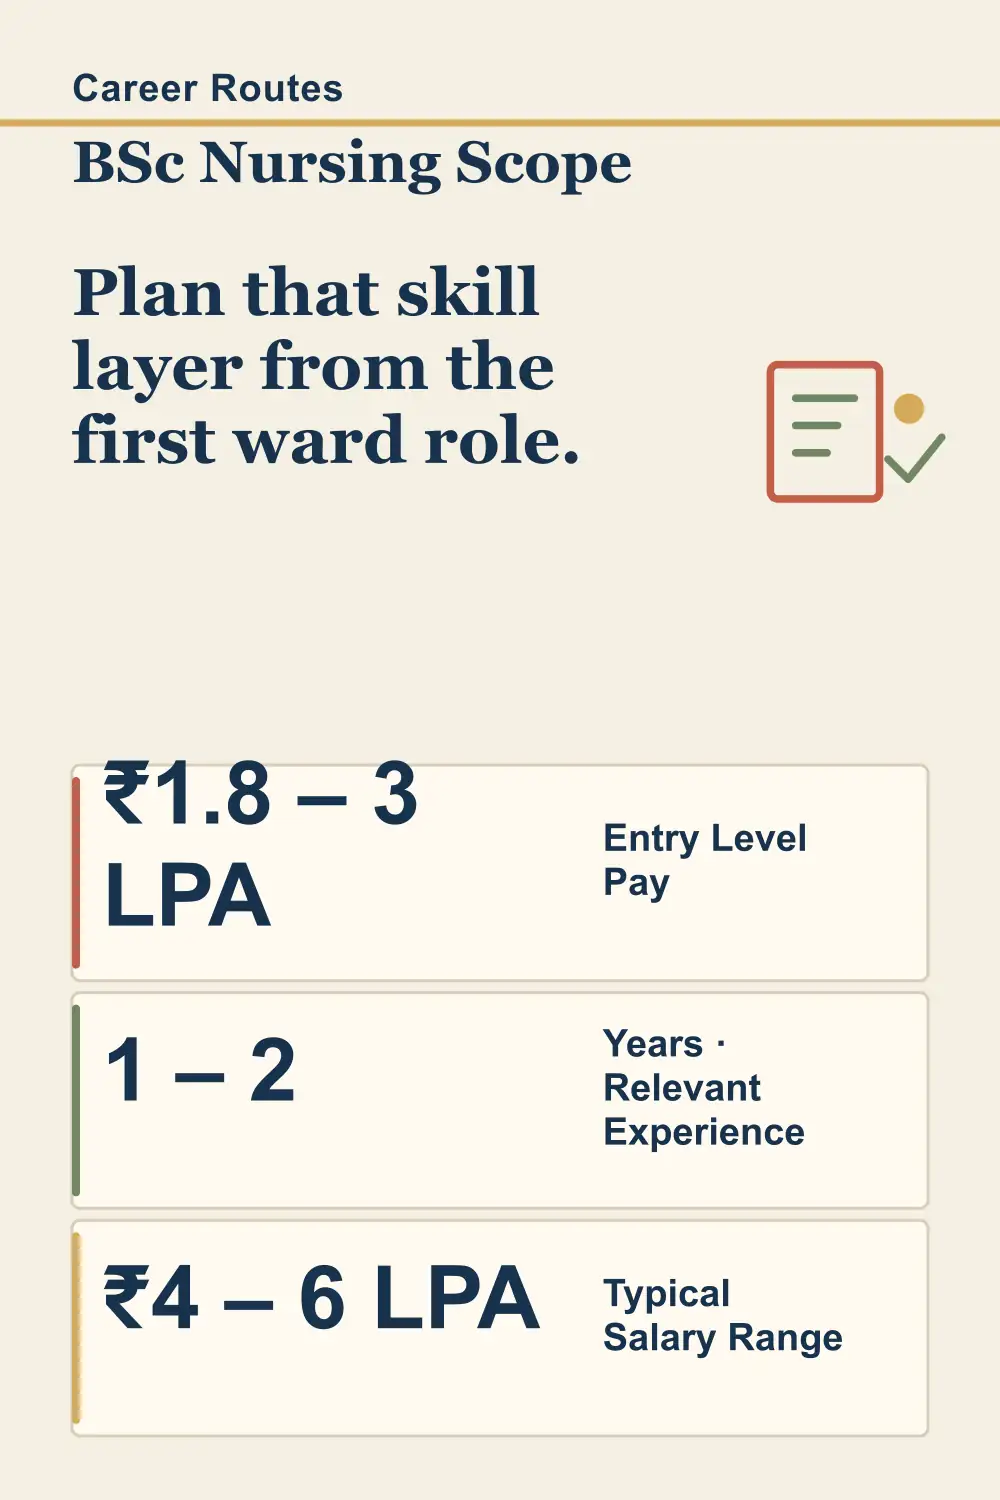 Career Routes
BSc Nursing Scope
Plan that skill
layer from the
first ward role.
₹1.8 – 3
LPA
Entry Level
Pay
1 – 2
Years ·
Relevant
Experience
₹4 – 6 LPA
Typical
Salary Range